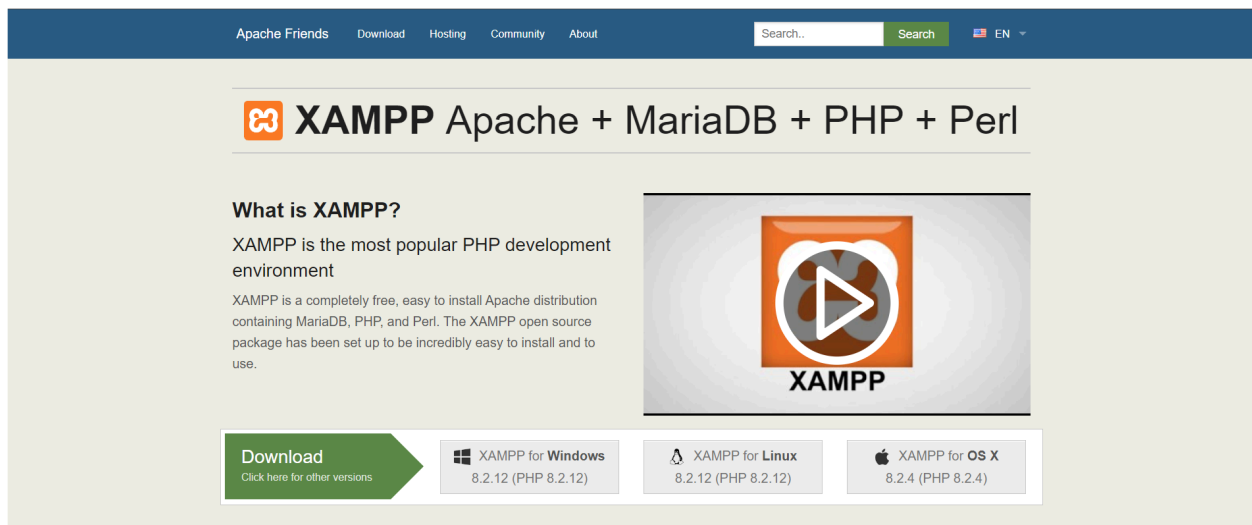 Apache Friends Download Hosting Community About Search.. Search EN
XAMPP Apache + MariaDB + PHP + Perl
What is XAMPP?
XAMPP is the most popular PHP development
environment
XAMPP is a completely free, easy to install Apache distribution
containing MariaDB, PHP, and Perl. The XAMPP open source
package has been set up to be incredibly easy to install and to
use.
XAMPP
Download
Click here for other versions
XAMPP for Windows
8.2.12 (PHP 8.2.12)
XAMPP for Linux
8.2.12 (PHP 8.2.12)
XAMPP for OS X
8.2.4 (PHP 8.2.4)